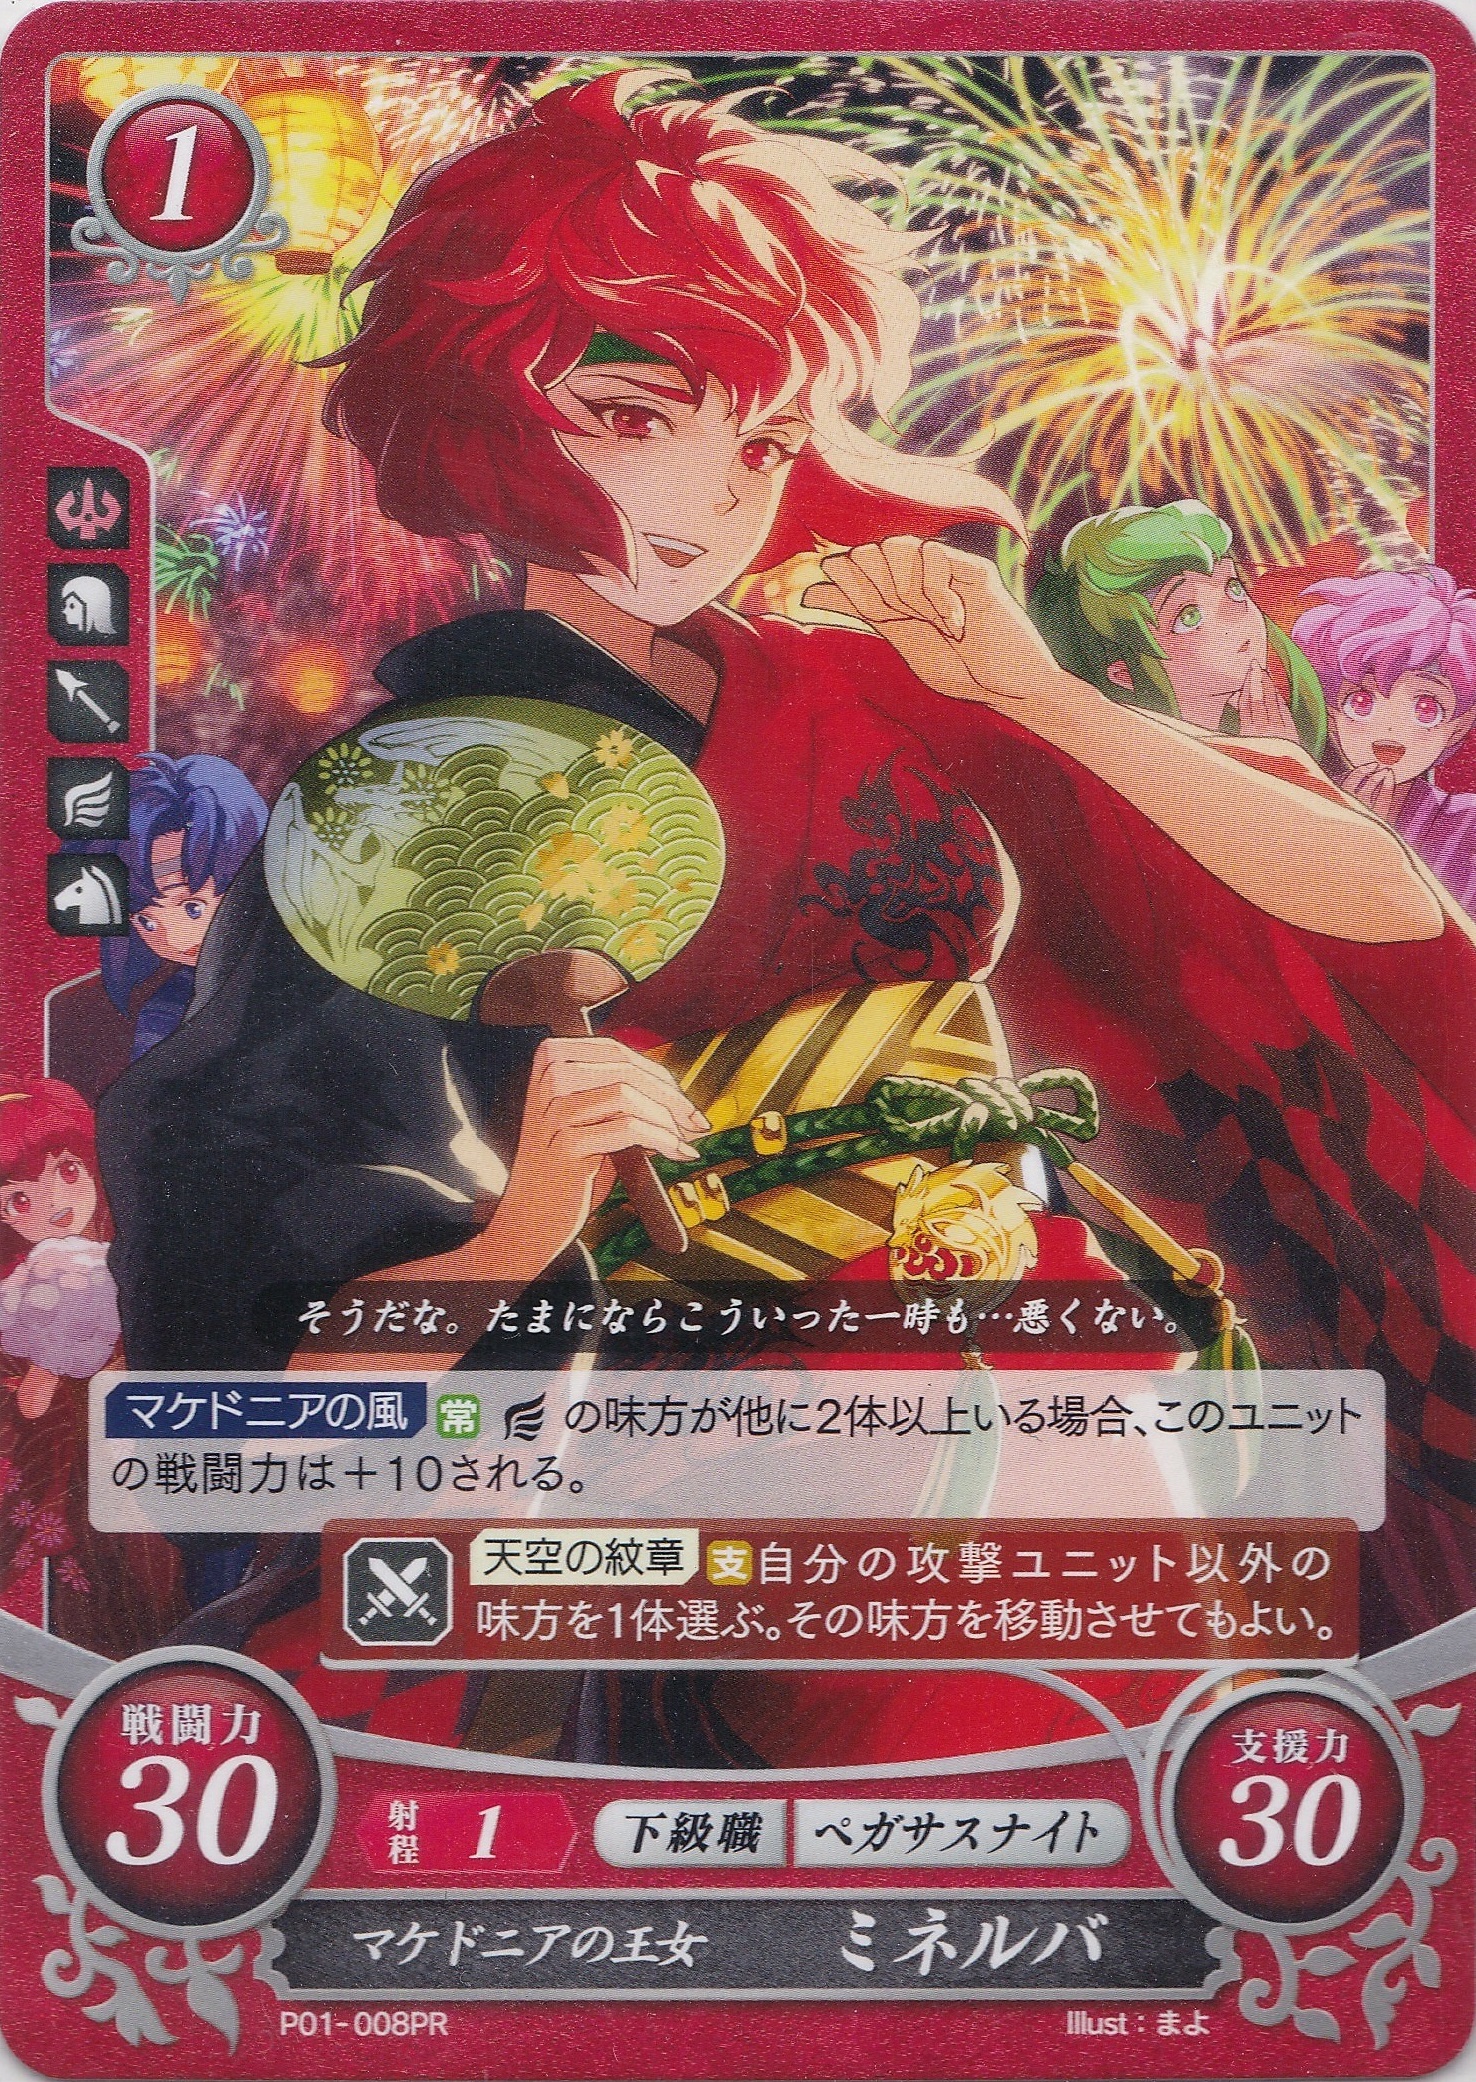 1
そうだな。たまにならこういった一時も…悪くない。
マケドニアの風 常 の味方が他に2体以上いる場合、このユニット
の戦闘力は+10される。
天空の紋章 支 自分の攻撃ユニット以外の
味方を1体選ぶ。その味方を移動させてもよい。
戦闘力
30
射程 1
下級職 ペガサスナイト
支援力
30
マケドニアの王女 ミネルバ
P01-008PR
Illust:まよ